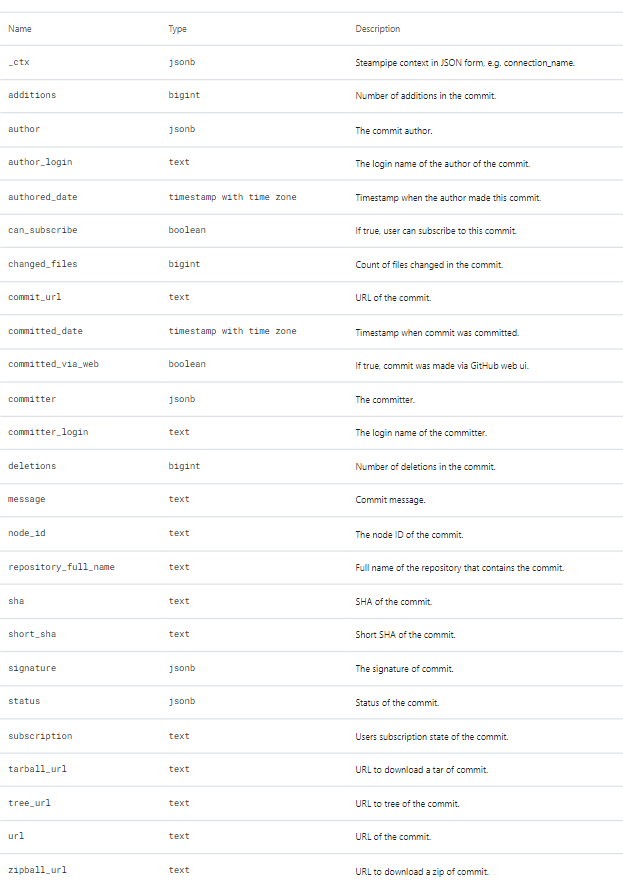 Name Type Description
_ctx jsonb Steampipe context in JSON form, e.g. connection_name.
additions bigint Number of additions in the commit.
author jsonb The commit author.
author_login text The login name of the author of the commit.
authored_date timestamp with time zone Timestamp when the author made this commit.
can_subscribe boolean If true, user can subscribe to this commit.
changed_files bigint Count of files changed in the commit.
commit_url text URL of the commit.
committed_date timestamp with time zone Timestamp when commit was committed.
committed_via_web boolean If true, commit was made via GitHub web ui.
committer jsonb The committer.
committer_login text The login name of the committer.
deletions bigint Number of deletions in the commit.
message text Commit message.
node_id text The node ID of the commit.
repository_full_name text Full name of the repository that contains the commit.
sha text SHA of the commit.
short_sha text Short SHA of the commit.
signature jsonb The signature of commit.
status jsonb Status of the commit.
subscription text Users subscription state of the commit.
tarball_url text URL to download a tar of commit.
tree_url text URL to tree of the commit.
url text URL of the commit.
zipball_url text URL to download a zip of commit.